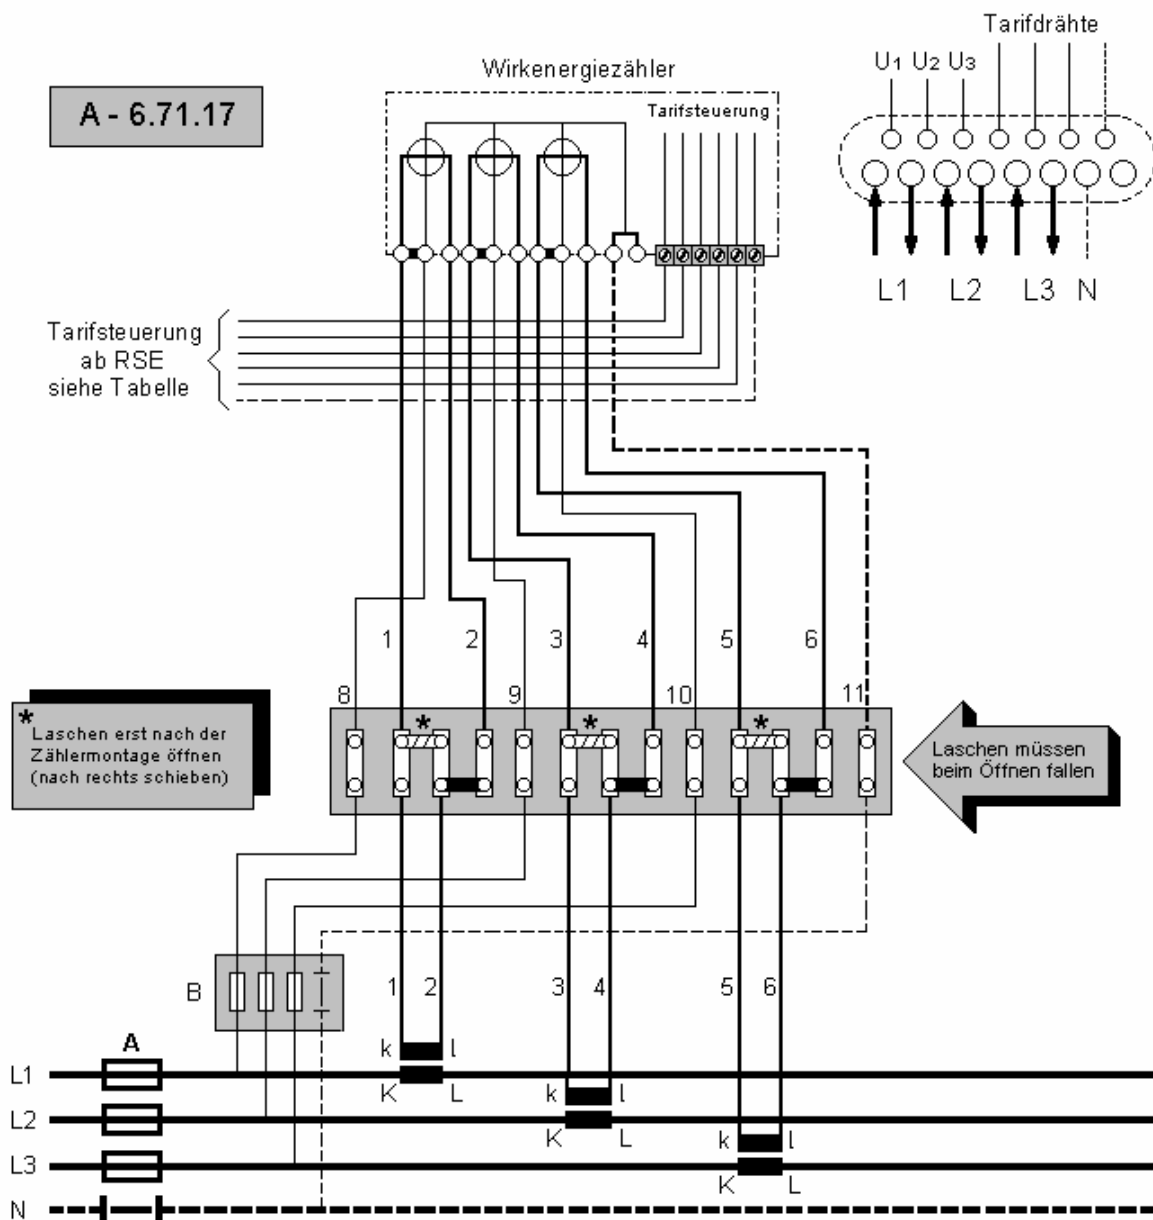 Tarifdrähte
U1 U2 U3
Wirkenergiezähler
A - 6.71.17
Tarifsteuerung
L1 L2 L3 N
Tarifsteuerung
ab RSE
siehe Tabelle
1 2 3 4 5 6
8 9 10 11
* * *
* Laschen erst nach der
Zählermontage öffnen
(nach rechts schieben)
Laschen müssen
beim Öffnen fallen
B 1 2 3 4 5 6
A
k l
L1
K L
k l
L2
K L
k l
L3
K L
N